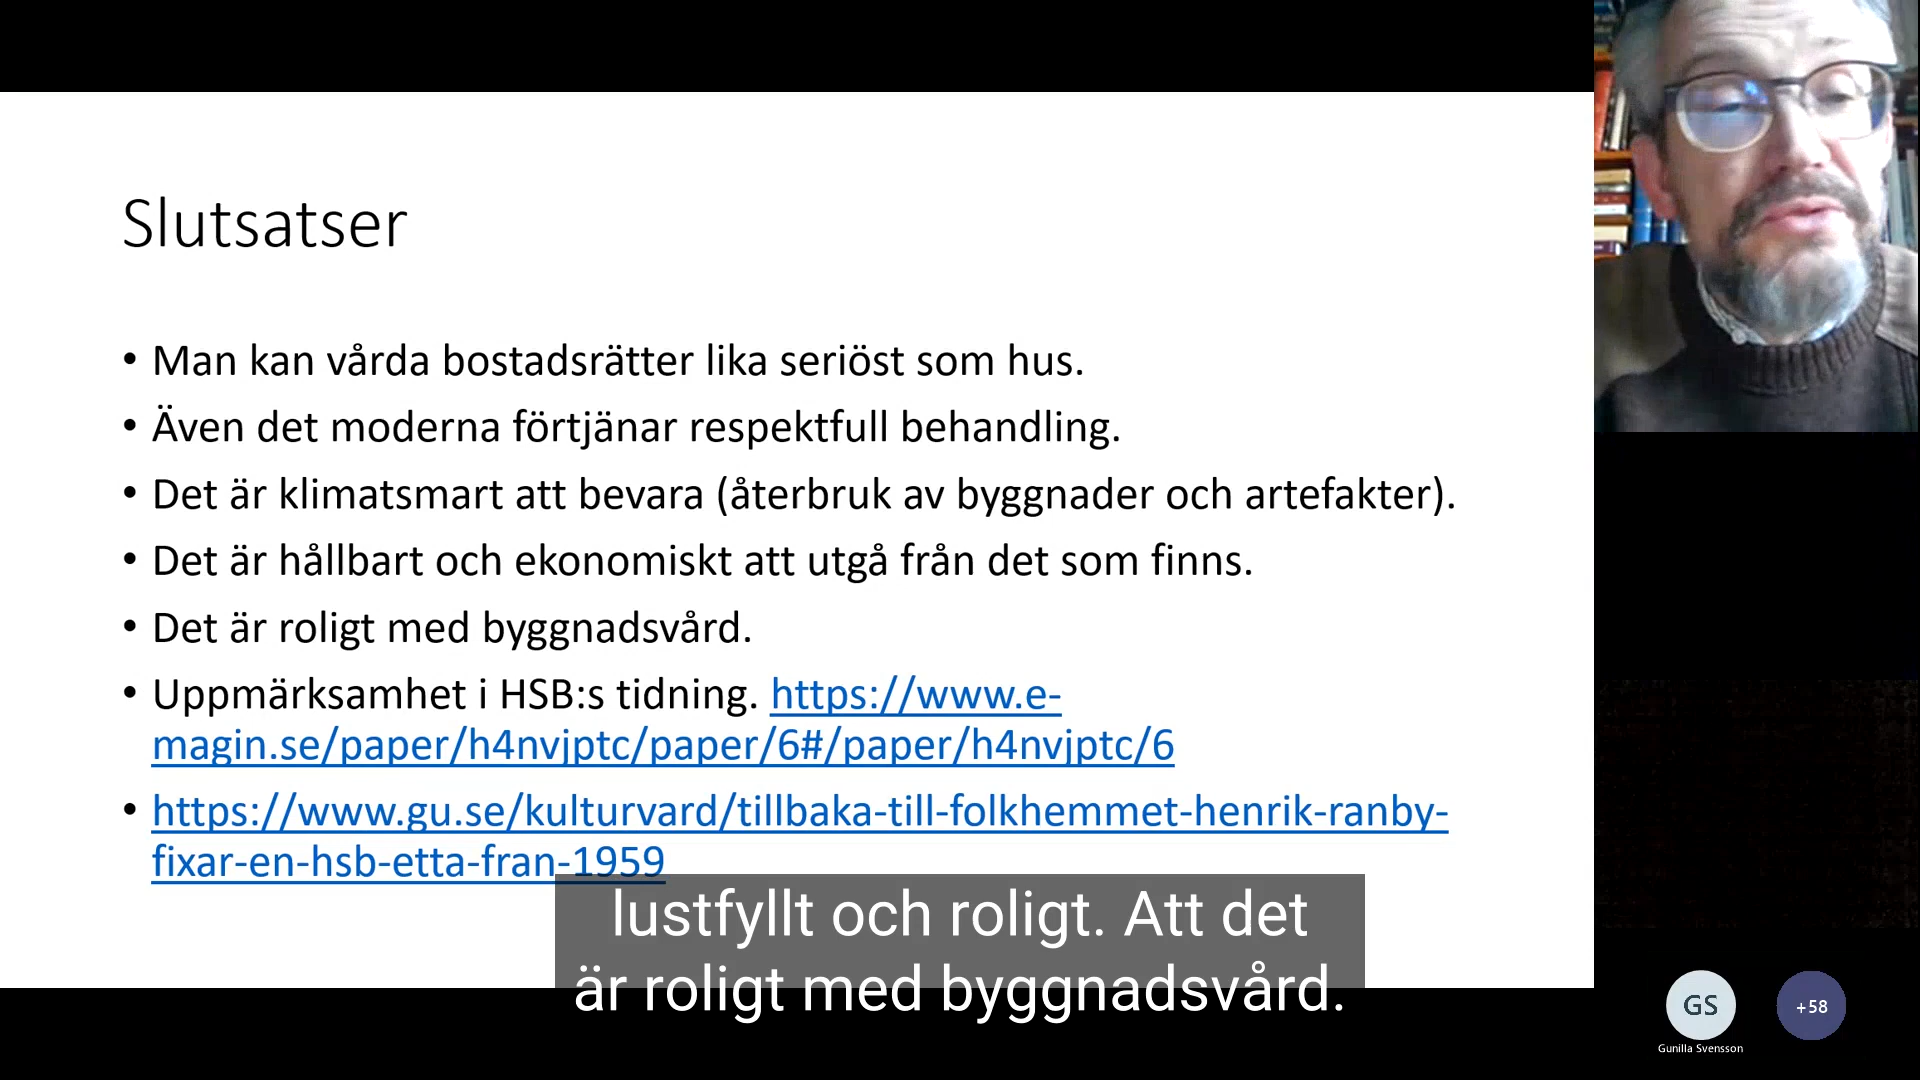 Slutsatser
• Man kan vårda bostadsrätter lika seriöst som hus.
• Även det moderna förtjänar respektfull behandling.
• Det är klimatsmart att bevara (återbruk av byggnader och artefakter).
• Det är hållbart och ekonomiskt att utgå från det som finns.
• Det är roligt med byggnadsvård.
• Uppmärksamhet i HSB:s tidning. https://www.e-
magin.se/paper/h4nvjptc/paper/6#/paper/h4nvjptc/6
• https://www.gu.se/kulturvard/tillbaka-till-folkhemmet-henrik-ranby-
fixar-en-hsb-etta-fran-1959
lustfyllt och roligt. Att det
är roligt med byggnadsvård.
GS
+58
Gunilla Svensson